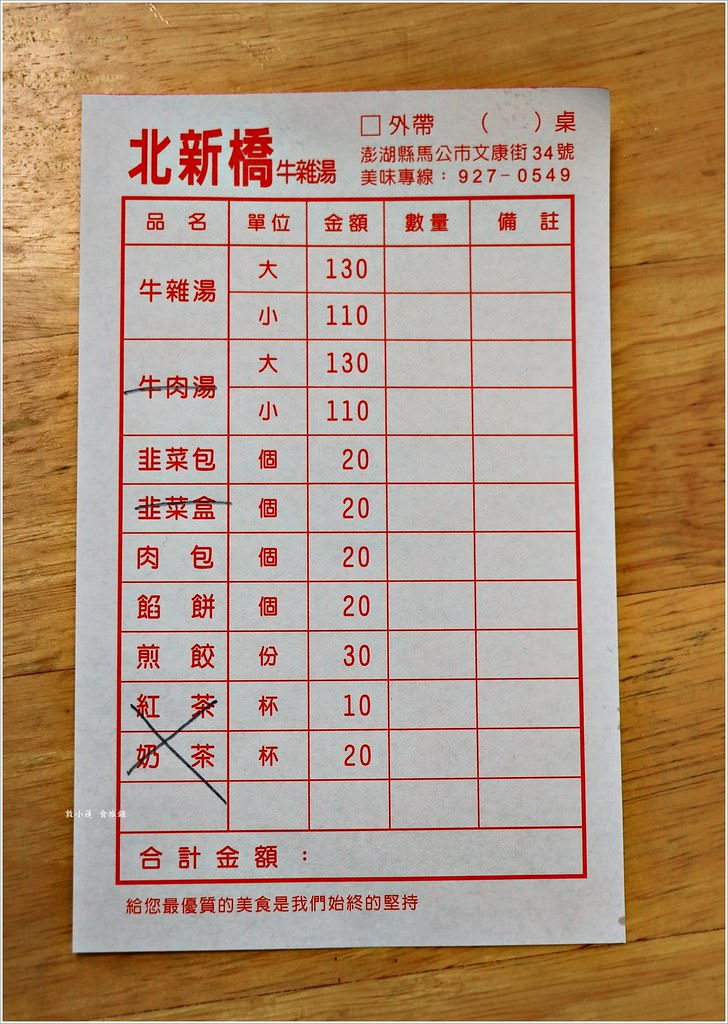 □外帶 （ ）桌
北新橋牛雜湯
澎湖縣馬公市文康街34號
美味專線：927-0549
品名 單位 金額 數量 備註
牛雜湯 大 130
小 110
牛肉湯 大 130
小 110
韭菜包 個 20
韭菜盒 個 20
肉包 個 20
餡餅 個 20
煎餃 份 30
紅茶 杯 10
奶茶 杯 20
合計金額：
給您最優質的美食是我們始終的堅持